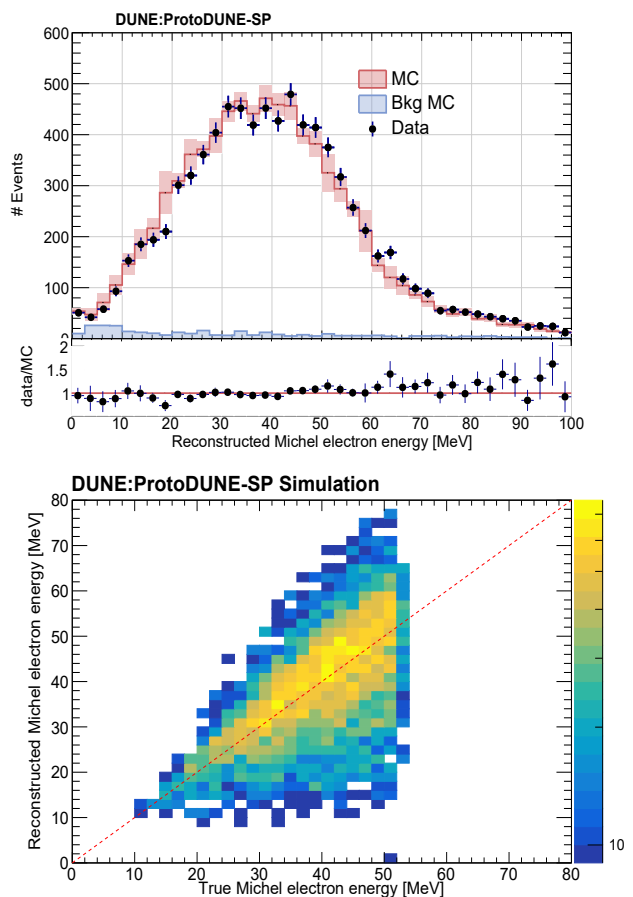 DUNE:ProtoDUNE-SP
600
500
400
300
200
100
0
# Events
MC
Bkg MC
Data
2
1.5
1
data/MC
0 10 20 30 40 50 60 70 80 90 100
Reconstructed Michel electron energy [MeV]
DUNE:ProtoDUNE-SP Simulation
80
70
60
50
40
30
20
10
0
Reconstructed Michel electron energy [MeV]
0 10 20 30 40 50 60 70 80
True Michel electron energy [MeV]
10